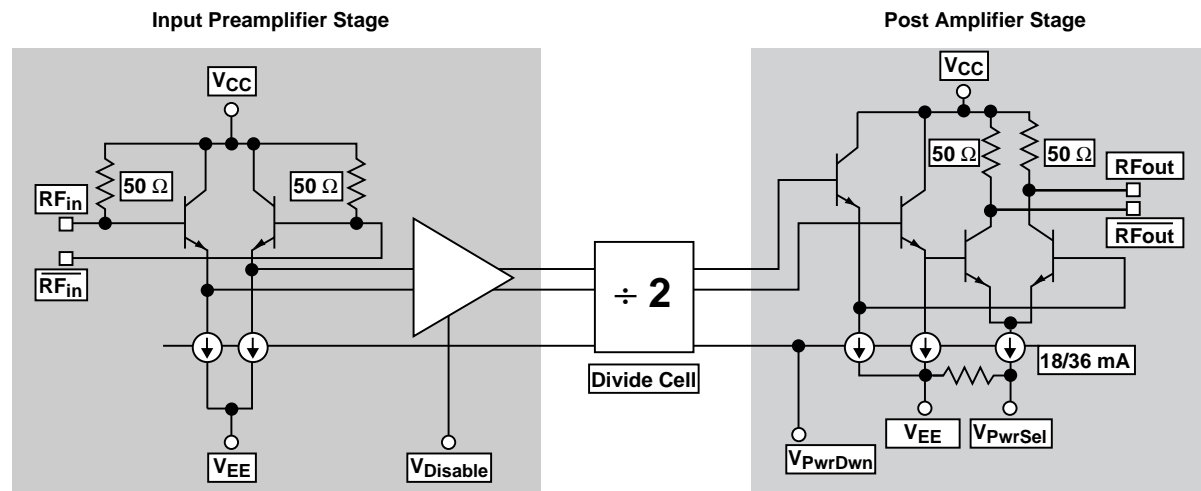 Input Preamplifier Stage
Post Amplifier Stage
VCC
50 Ω
50 Ω
RFin
RFin
VEE
VDisable
÷ 2
Divide Cell
VCC
50 Ω
50 Ω
RFout
RFout
18/36 mA
VEE
VPwrSel
VPwrDwn